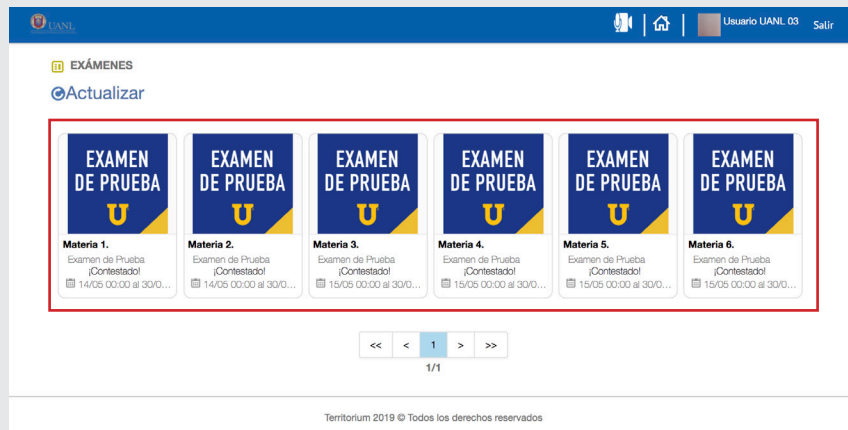 UANL
Usuario UANL 03
Salir
EXÁMENES
Actualizar
EXAMEN
DE PRUEBA
U
Materia 1.
Examen de Prueba
¡Contestado!
14/05 00:00 al 30/0...
EXAMEN
DE PRUEBA
U
Materia 2.
Examen de Prueba
¡Contestado!
14/05 00:00 al 30/0...
EXAMEN
DE PRUEBA
U
Materia 3.
Examen de Prueba
¡Contestado!
15/05 00:00 al 30/0...
EXAMEN
DE PRUEBA
U
Materia 4.
Examen de Prueba
¡Contestado!
15/05 00:00 al 30/0...
EXAMEN
DE PRUEBA
U
Materia 5.
Examen de Prueba
¡Contestado!
15/05 00:00 al 30/0...
EXAMEN
DE PRUEBA
U
Materia 6.
Examen de Prueba
¡Contestado!
15/05 00:00 al 30/0...
<< < 1 > >>
1/1
Territorium 2019 © Todos los derechos reservados